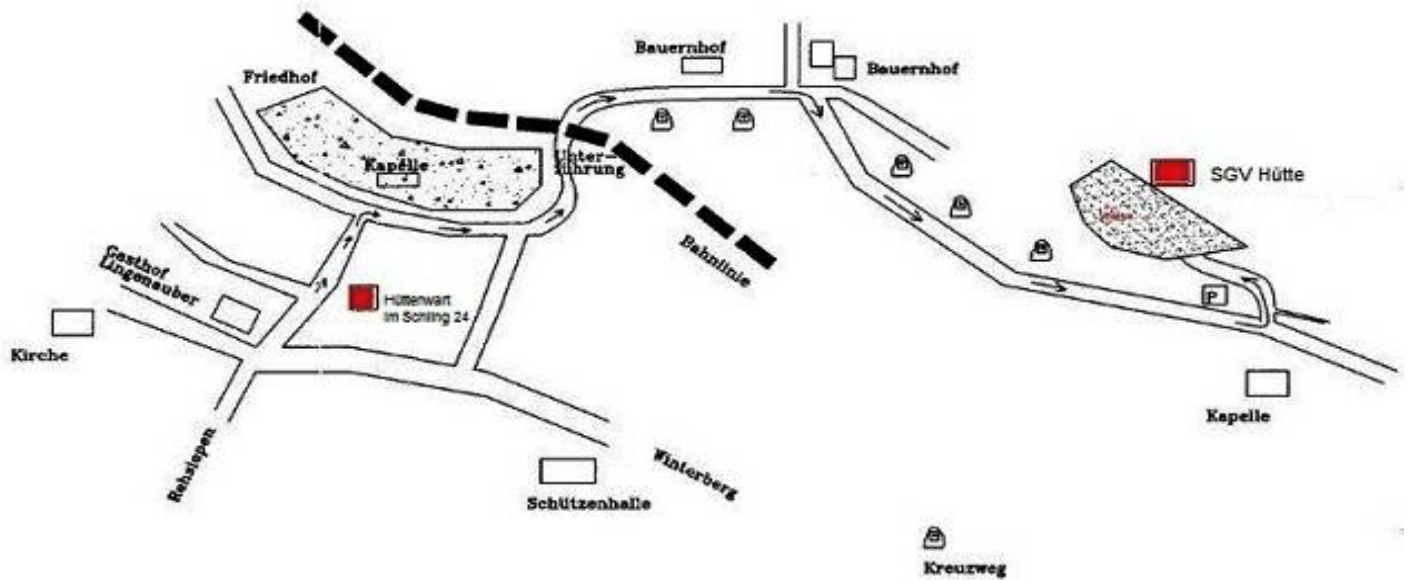 Bauernhof
Bauernhof
Friedhof
Kapelle
Unter-
führung
SGV Hütte
Bahnlinie
Gasthof
Lingenauber
Hüttenwart
Im Schling 24
P
Kirche
Kapelle
Rehsiepen
Winterberg
Schützenhalle
Kreuzweg